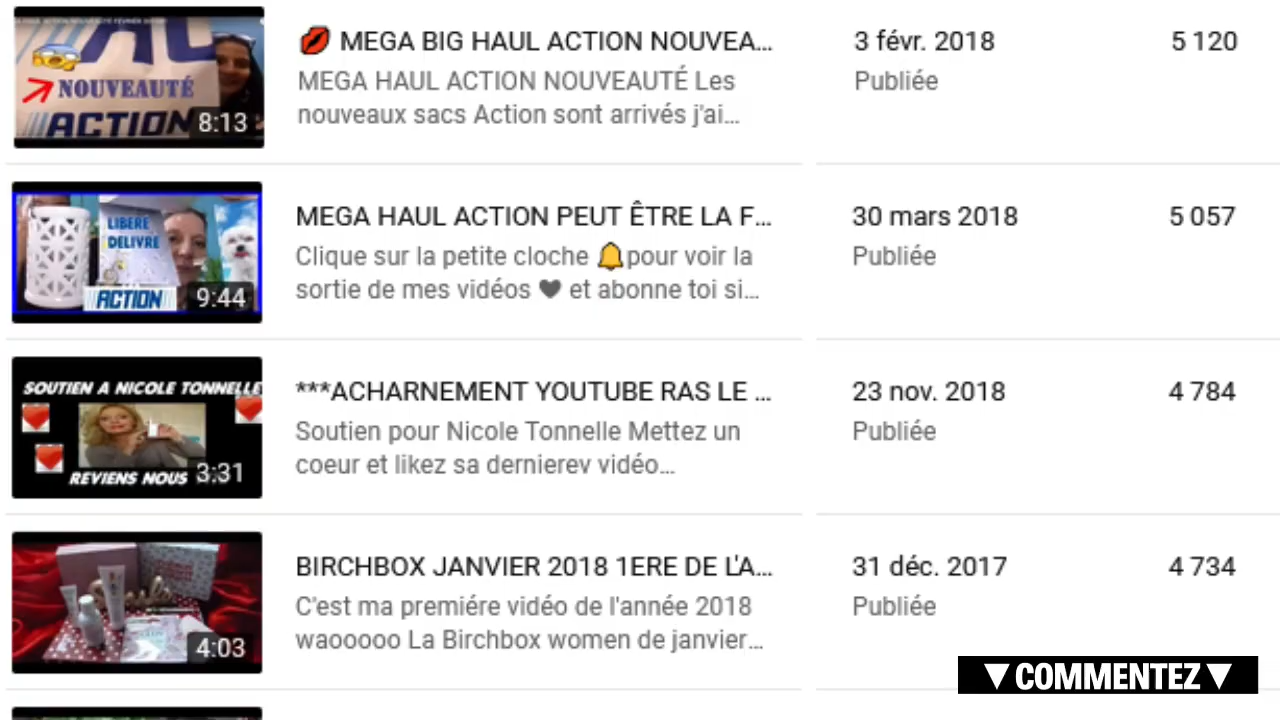 AC
NOUVEAUTÉ
ACTION
8:13
💋 MEGA BIG HAUL ACTION NOUVEA...
3 févr. 2018
5 120
MEGA HAUL ACTION NOUVEAUTÉ Les
Publiée
nouveaux sacs Action sont arrivés j'ai...
LIBERE
DELIVRE
ACTION
9:44
MEGA HAUL ACTION PEUT ÊTRE LA F...
30 mars 2018
5 057
Clique sur la petite cloche 🔔pour voir la
Publiée
sortie de mes vidéos ♥ et abonne toi si...
SOUTIEN A NICOLE TONNELLE
REVIENS NOUS
3:31
***ACHARNEMENT YOUTUBE RAS LE ...
23 nov. 2018
4 784
Soutien pour Nicole Tonnelle Mettez un
Publiée
coeur et likez sa dernierev vidéo...
4:03
BIRCHBOX JANVIER 2018 1ERE DE L'A...
31 déc. 2017
4 734
C'est ma premiére vidéo de l'année 2018
Publiée
waooooo La Birchbox women de janvier...
▼COMMENTEZ▼